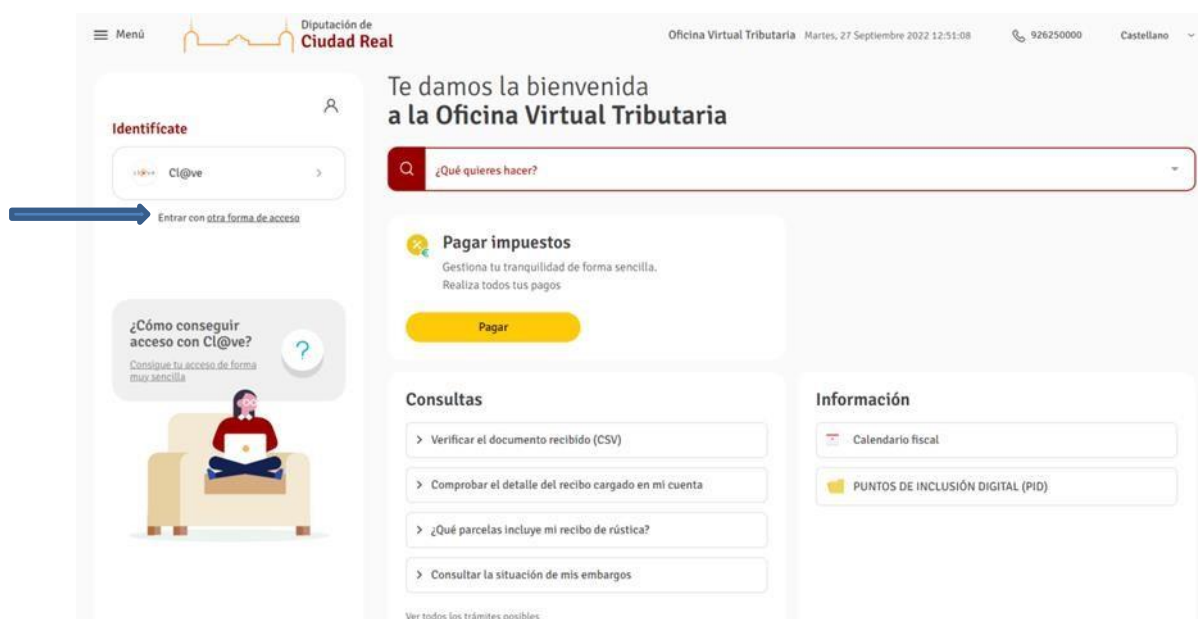 Menú
Diputación de
Ciudad Real
Oficina Virtual Tributaria Martes, 27 Septiembre 2022 12:51:08
926250000
Castellano
Identifícate
Cl@ve
Entrar con otra forma de acceso
¿Cómo conseguir
acceso con Cl@ve?
Consigue tu acceso de forma
muy sencilla
Te damos la bienvenida
a la Oficina Virtual Tributaria
¿Qué quieres hacer?
Pagar impuestos
Gestiona tu tranquilidad de forma sencilla.
Realiza todos tus pagos
Pagar
Consultas
Verificar el documento recibido (CSV)
Comprobar el detalle del recibo cargado en mi cuenta
¿Qué parcelas incluye mi recibo de rústica?
Consultar la situación de mis embargos
Ver todos los trámites posibles
Información
Calendario fiscal
PUNTOS DE INCLUSIÓN DIGITAL (PID)